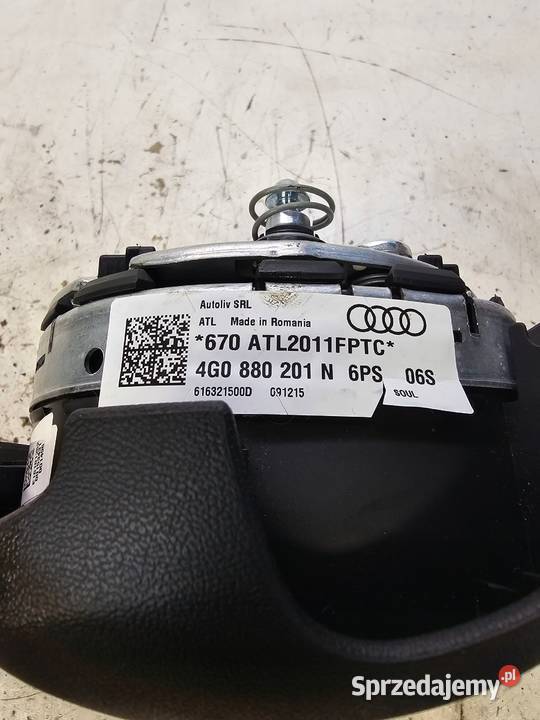 Autoliv SRL
ATL Made in Romania
*670 ATL2011FPTC*
4G0 880 201 N 6PS 06S
616321500D 091215 SOUL
Sprzedajemy.pl